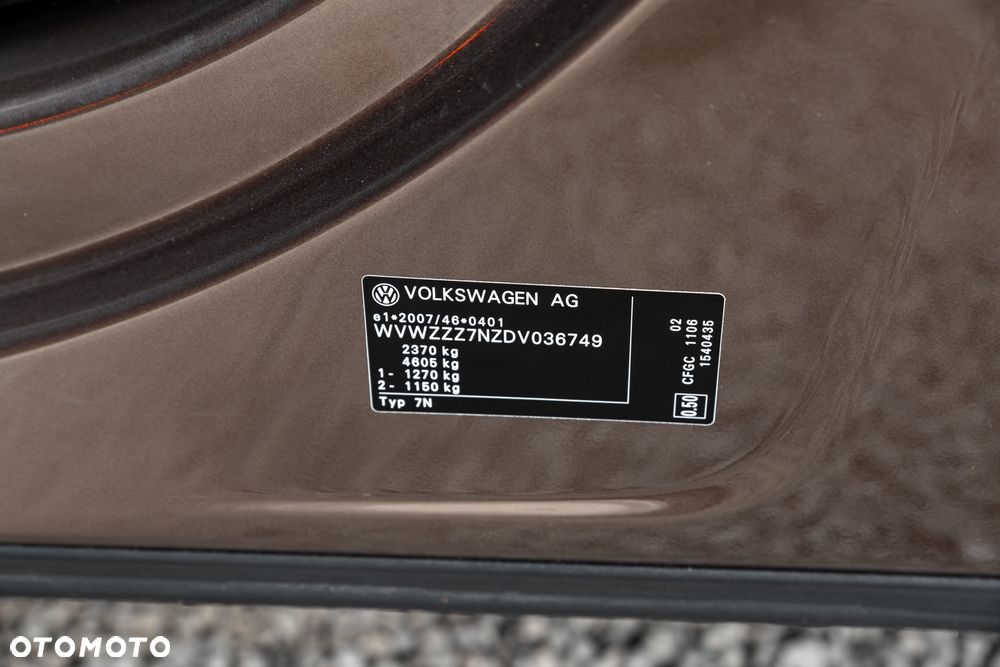 VOLKSWAGEN AG
e1*2007/46*0401
WVWZZZ7NZDV036749
2370 kg
4605 kg
1- 1270 kg
2- 1150 kg
Typ 7N
02
CFGC 1106
1540435
0.50
OTOMOTO